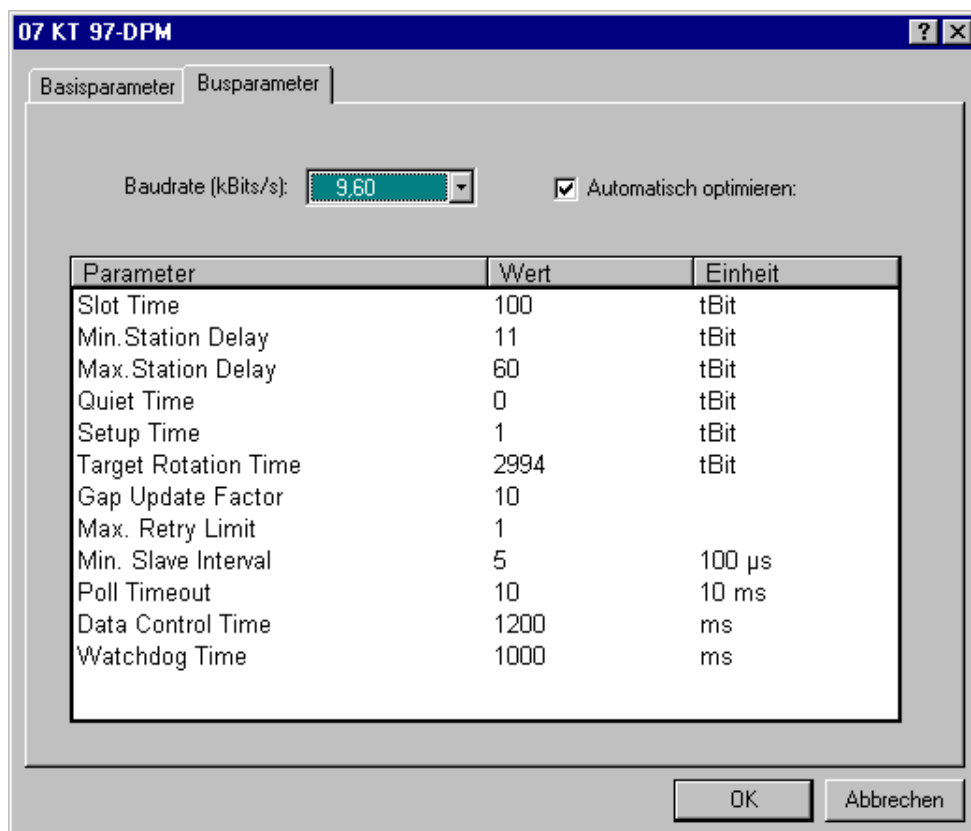 07 KT 97-DPM
Basisparameter Busparameter
Baudrate (kBits/s): 9,60 Automatisch optimieren:
Parameter Wert Einheit
Slot Time 100 tBit
Min.Station Delay 11 tBit
Max.Station Delay 60 tBit
Quiet Time 0 tBit
Setup Time 1 tBit
Target Rotation Time 2994 tBit
Gap Update Factor 10
Max. Retry Limit 1
Min. Slave Interval 5 100 µs
Poll Timeout 10 10 ms
Data Control Time 1200 ms
Watchdog Time 1000 ms
OK Abbrechen